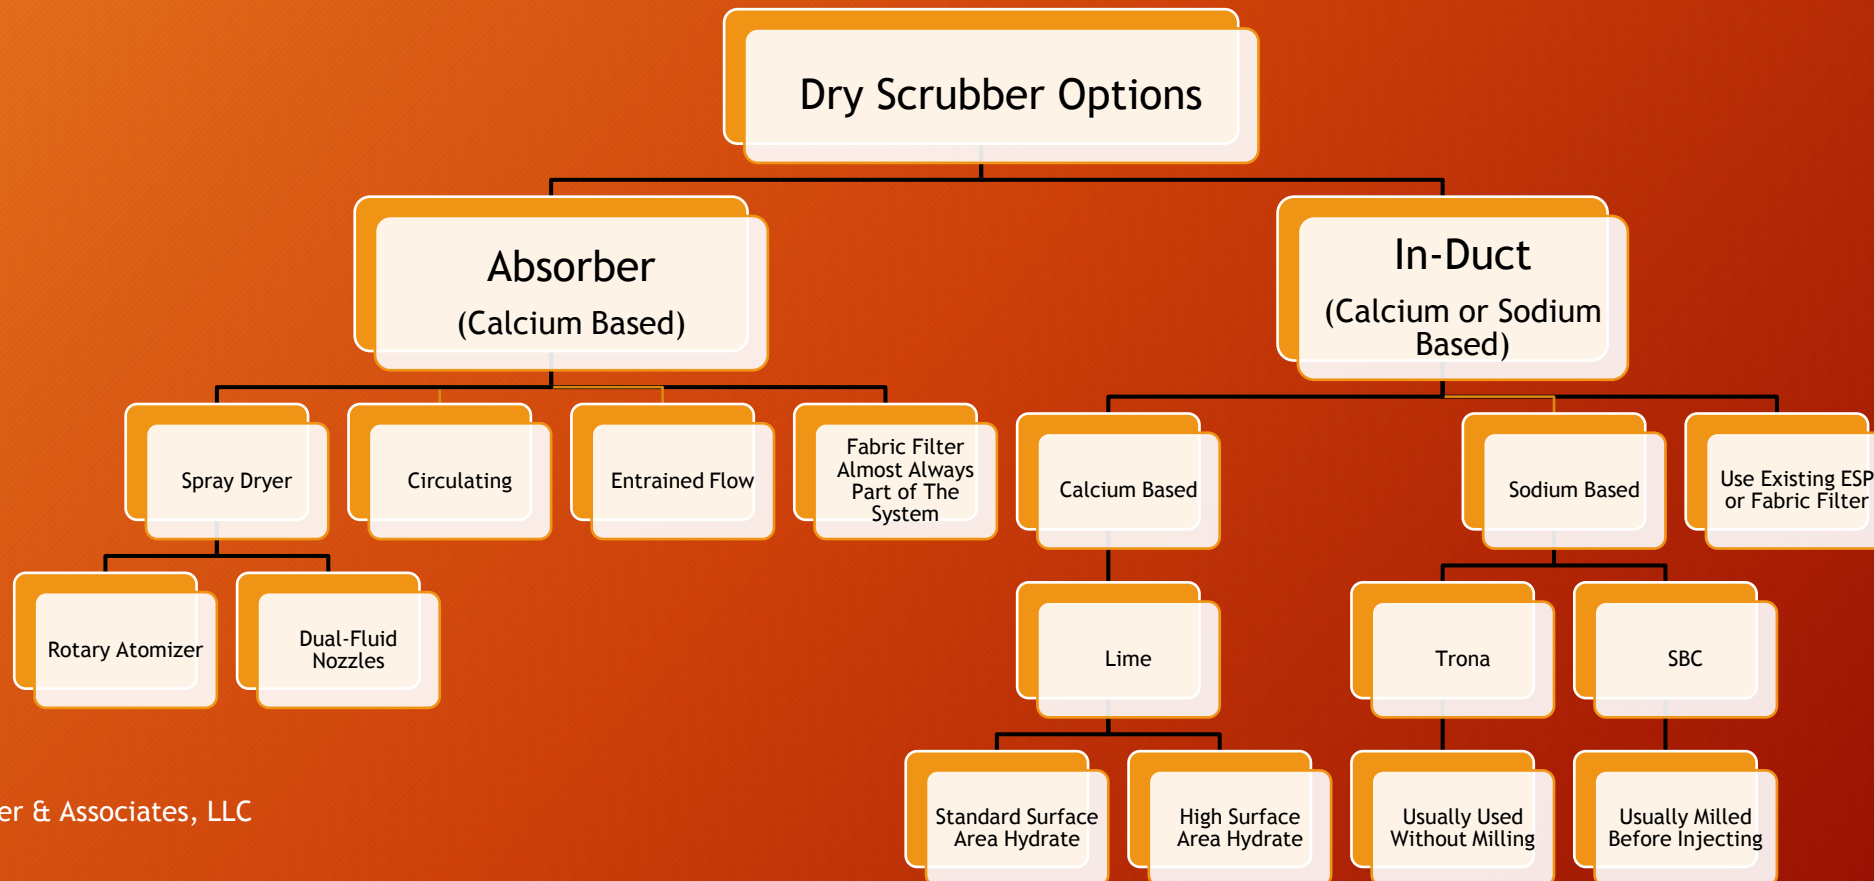 Dry Scrubber Options
Absorber
(Calcium Based)
In-Duct
(Calcium or Sodium
Based)
Spray Dryer
Circulating
Entrained Flow
Fabric Filter
Almost Always
Part of The
System
Calcium Based
Sodium Based
Use Existing ESP
or Fabric Filter
Rotary Atomizer
Dual-Fluid
Nozzles
Lime
Trona
SBC
Standard Surface
Area Hydrate
High Surface
Area Hydrate
Usually Used
Without Milling
Usually Milled
Before Injecting
& Associates, LLC